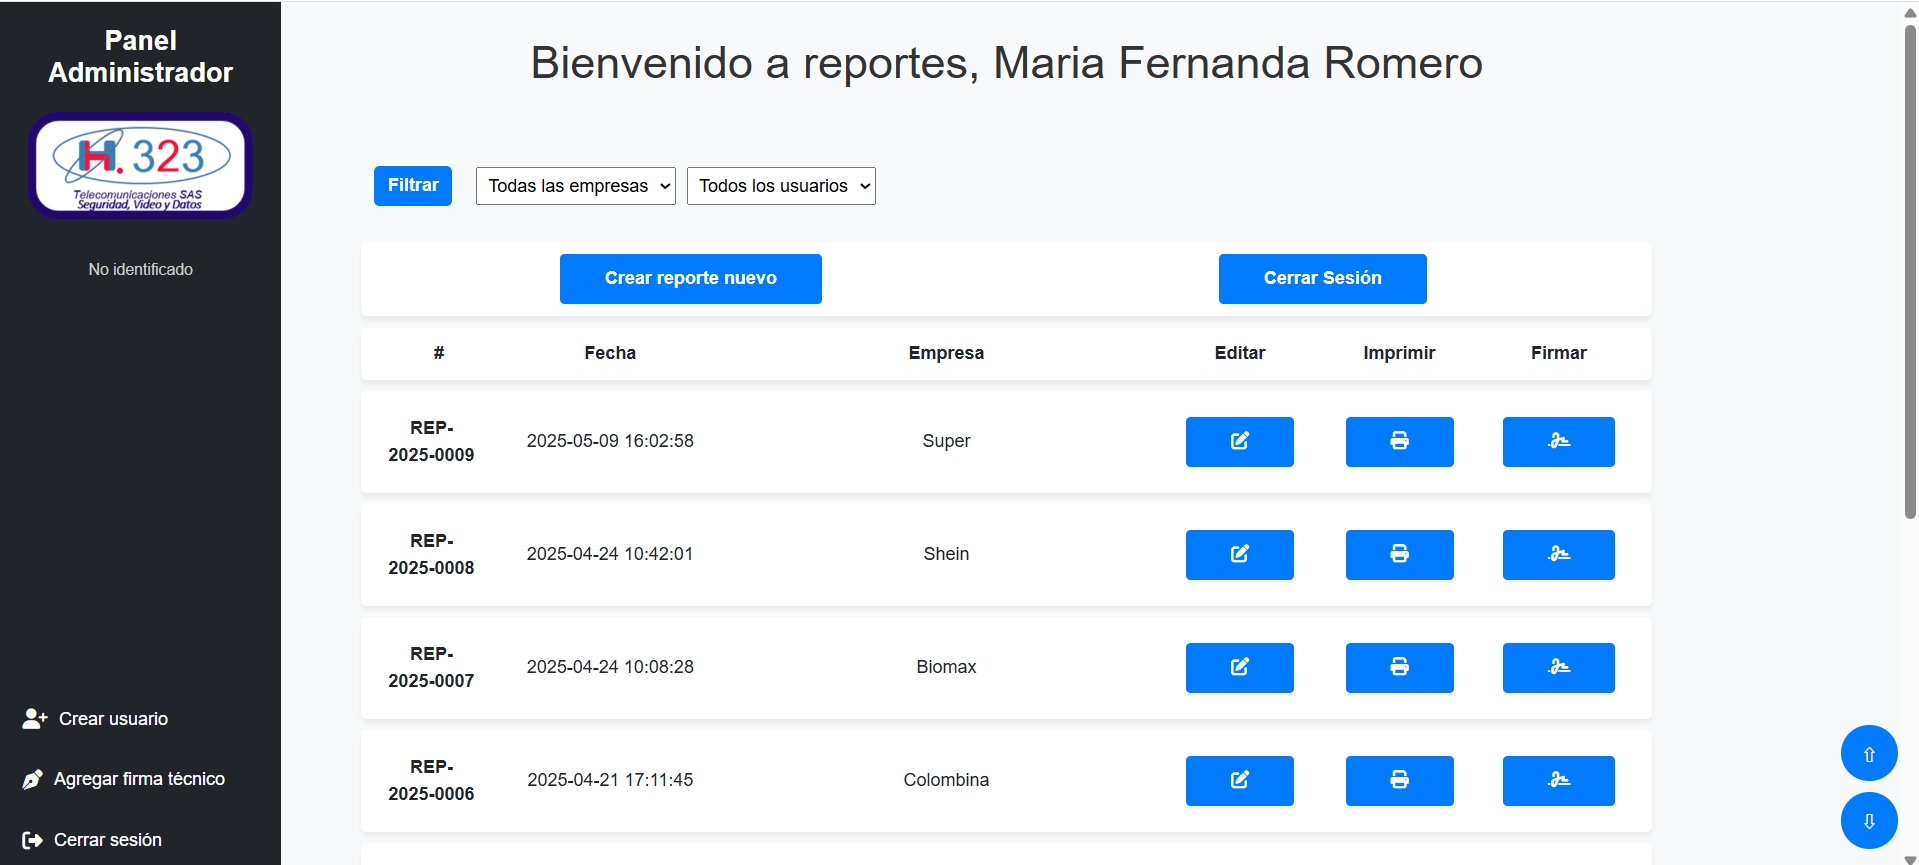 Panel
Administrador
H. 323
Telecomunicaciones SAS
Seguridad, Video y Datos
No identificado
Crear usuario
Agregar firma técnico
Cerrar sesión
Bienvenido a reportes, Maria Fernanda Romero
Filtrar Todas las empresas Todos los usuarios
Crear reporte nuevo Cerrar Sesión
# Fecha Empresa Editar Imprimir Firmar
REP-
2025-0009 2025-05-09 16:02:58 Super
REP-
2025-0008 2025-04-24 10:42:01 Shein
REP-
2025-0007 2025-04-24 10:08:28 Biomax
REP-
2025-0006 2025-04-21 17:11:45 Colombina